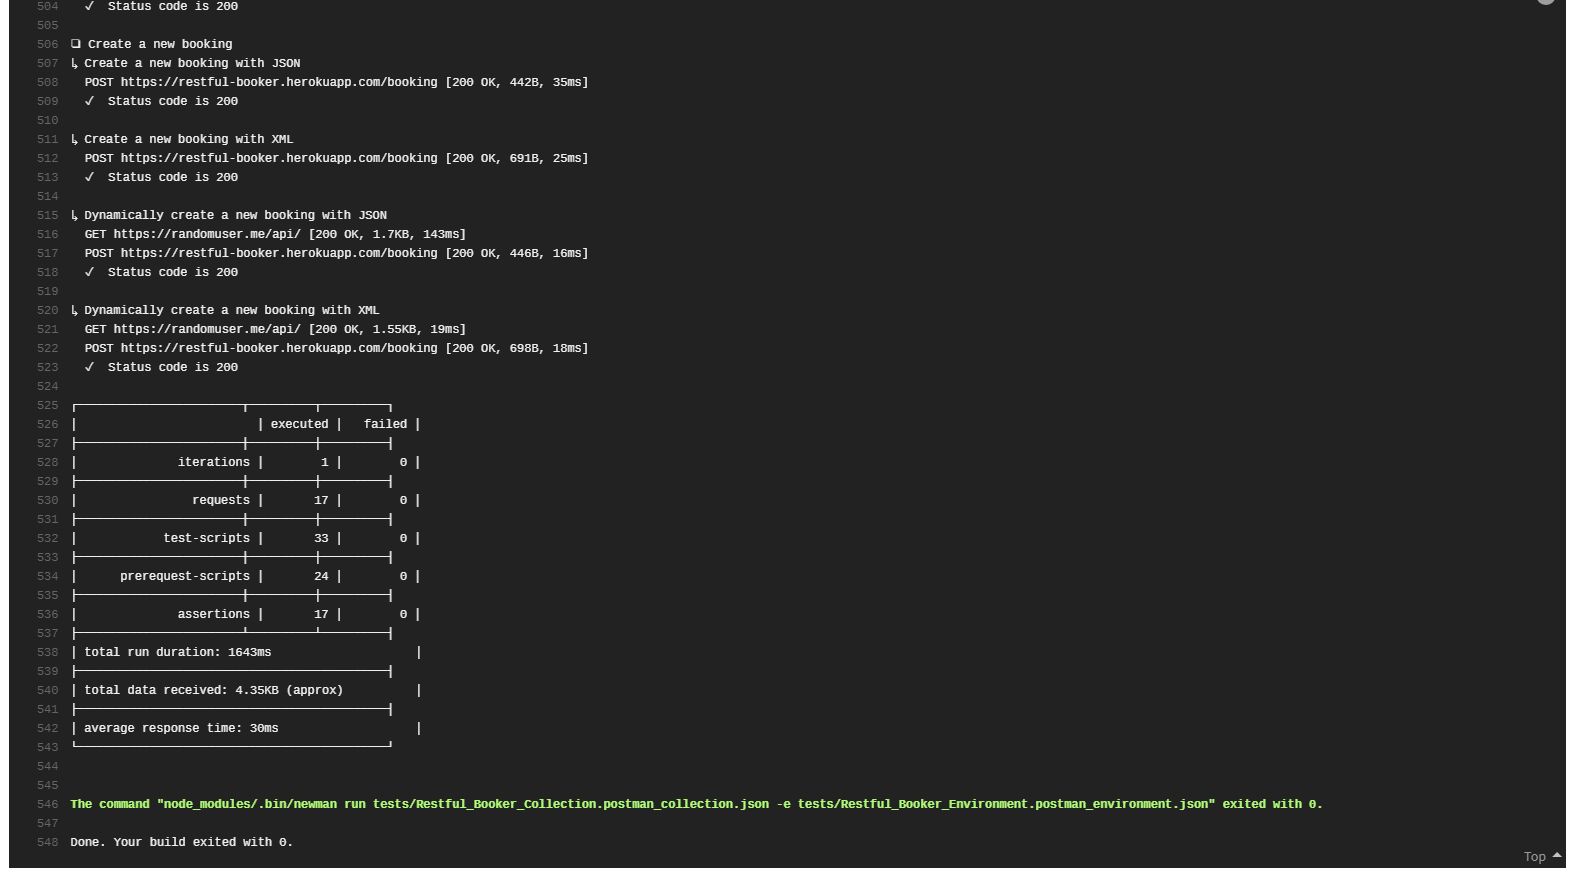 504 ✓ Status code is 200
505
506 ❏ Create a new booking
507 ↳ Create a new booking with JSON
508 POST https://restful-booker.herokuapp.com/booking [200 OK, 442B, 35ms]
509 ✓ Status code is 200
510
511 ↳ Create a new booking with XML
512 POST https://restful-booker.herokuapp.com/booking [200 OK, 691B, 25ms]
513 ✓ Status code is 200
514
515 ↳ Dynamically create a new booking with JSON
516 GET https://randomuser.me/api/ [200 OK, 1.7KB, 143ms]
517 POST https://restful-booker.herokuapp.com/booking [200 OK, 446B, 16ms]
518 ✓ Status code is 200
519
520 ↳ Dynamically create a new booking with XML
521 GET https://randomuser.me/api/ [200 OK, 1.55KB, 19ms]
522 POST https://restful-booker.herokuapp.com/booking [200 OK, 698B, 18ms]
523 ✓ Status code is 200
524
525
526 | | executed | failed |
527
528 | iterations | 1 | 0 |
529
530 | requests | 17 | 0 |
531
532 | test-scripts | 33 | 0 |
533
534 | prerequest-scripts | 24 | 0 |
535
536 | assertions | 17 | 0 |
537
538 | total run duration: 1643ms |
539
540 | total data received: 4.35KB (approx) |
541
542 | average response time: 30ms |
543
544
545
546 The command "node_modules/.bin/newman run tests/Restful_Booker_Collection.postman_collection.json -e tests/Restful_Booker_Environment.postman_environment.json" exited with 0.
547
548 Done. Your build exited with 0.
Top